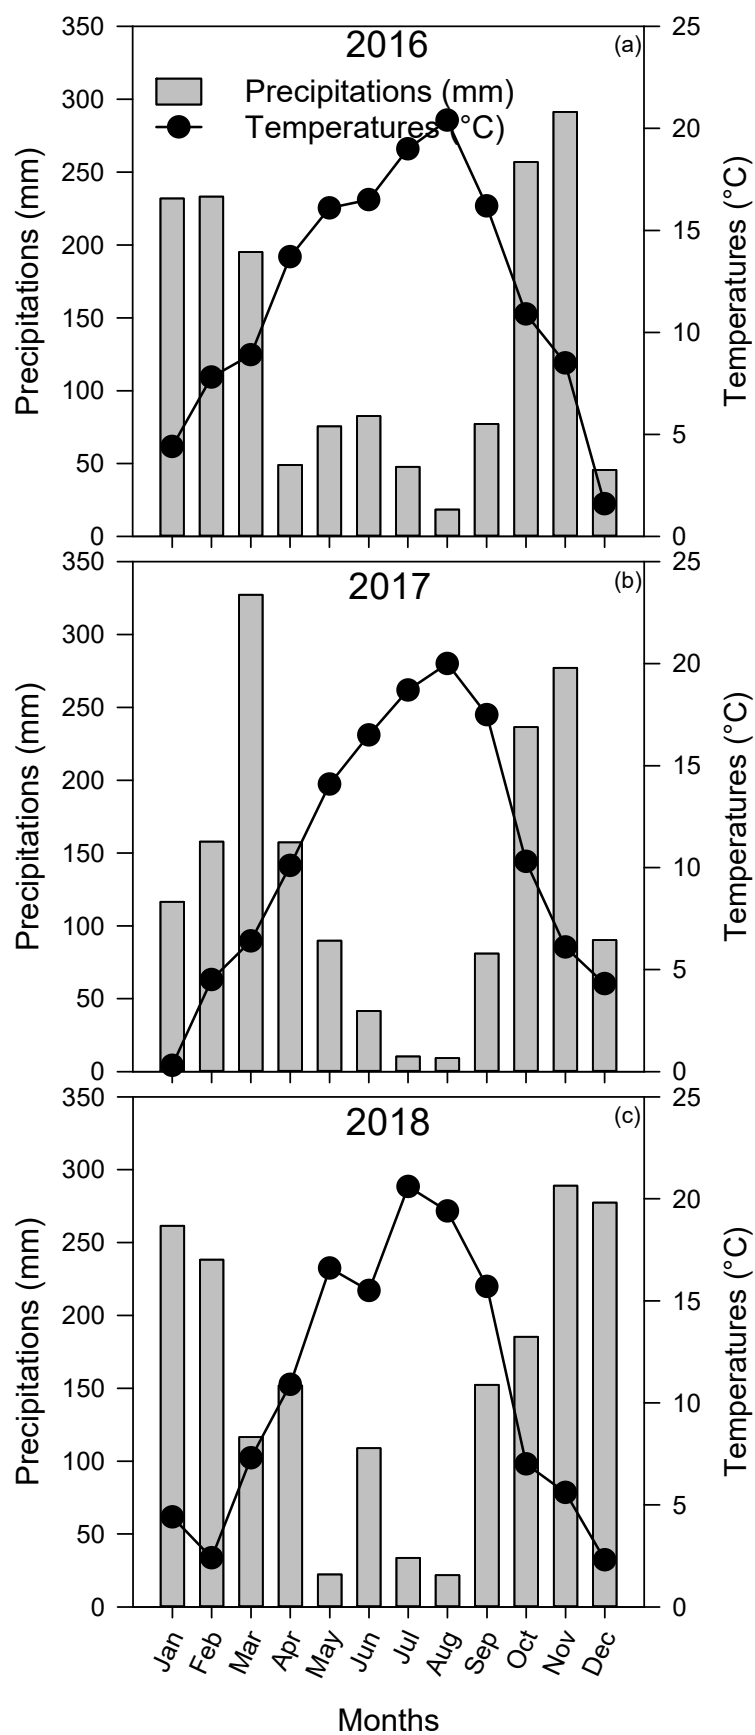 2016
(a)
Precipitations (mm)
Temperatures (°C)
350
300
250
200
150
100
50
0
Precipitations (mm)
25
20
15
10
5
0
Temperatures (°C)
2017
(b)
350
300
250
200
150
100
50
0
Precipitations (mm)
25
20
15
10
5
0
Temperatures (°C)
2018
(c)
350
300
250
200
150
100
50
0
Precipitations (mm)
25
20
15
10
5
0
Temperatures (°C)
Jan
Feb
Mar
Apr
May
Jun
Jul
Aug
Sep
Oct
Nov
Dec
Months